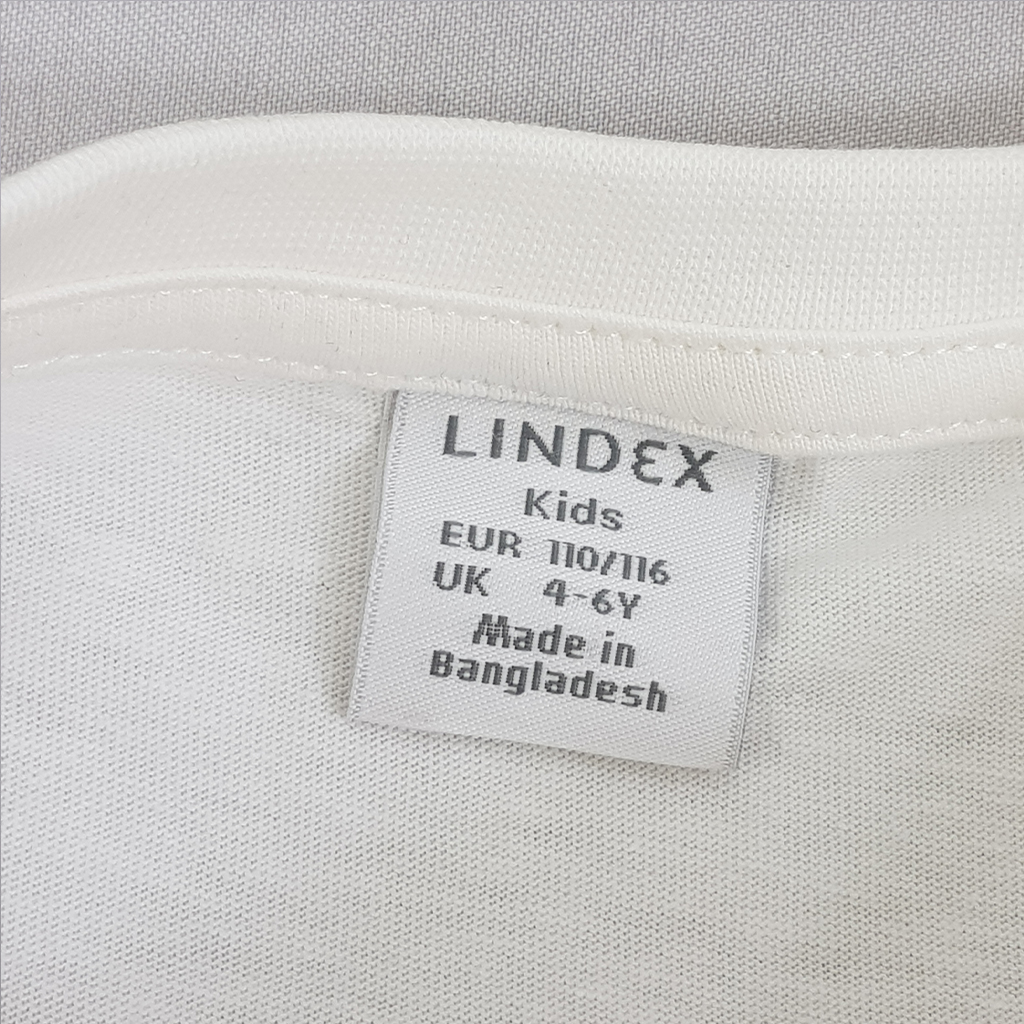 LINDEX
Kids
EUR 110/116
UK 4-6Y
Made in
Bangladesh